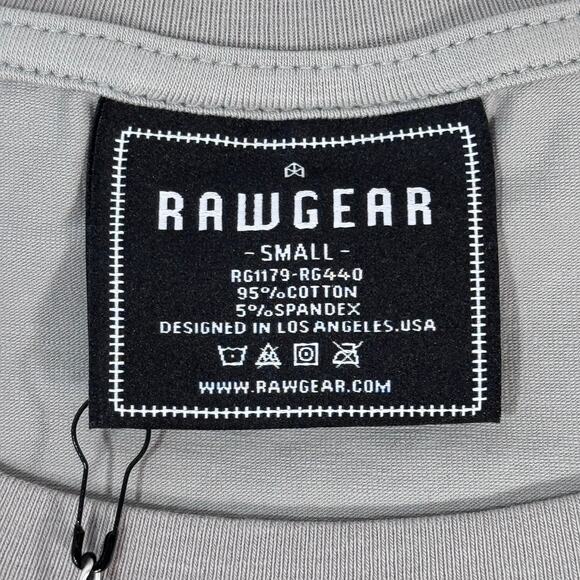 RAWGEAR
- SMALL -
RG1179-RG440
95%COTTON
5%SPANDEX
DESIGNED IN LOS ANGELES.USA
WWW.RAWGEAR.COM